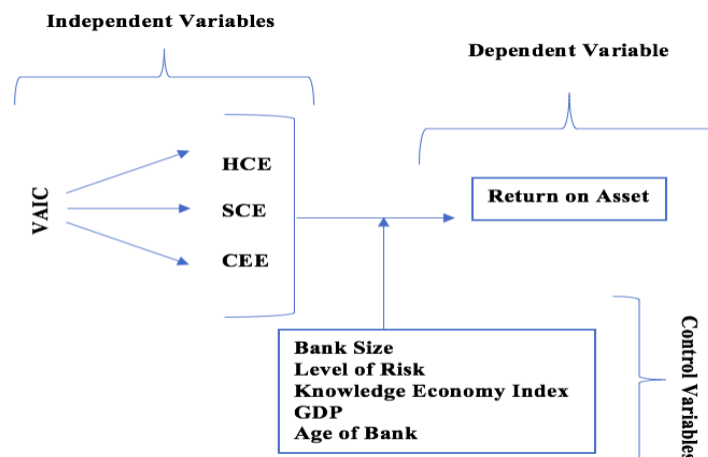 Independent Variables
Dependent Variable
VAIC
HCE
SCE
CEE
Return on Asset
Bank Size
Level of Risk
Knowledge Economy Index
GDP
Age of Bank
Control Variables